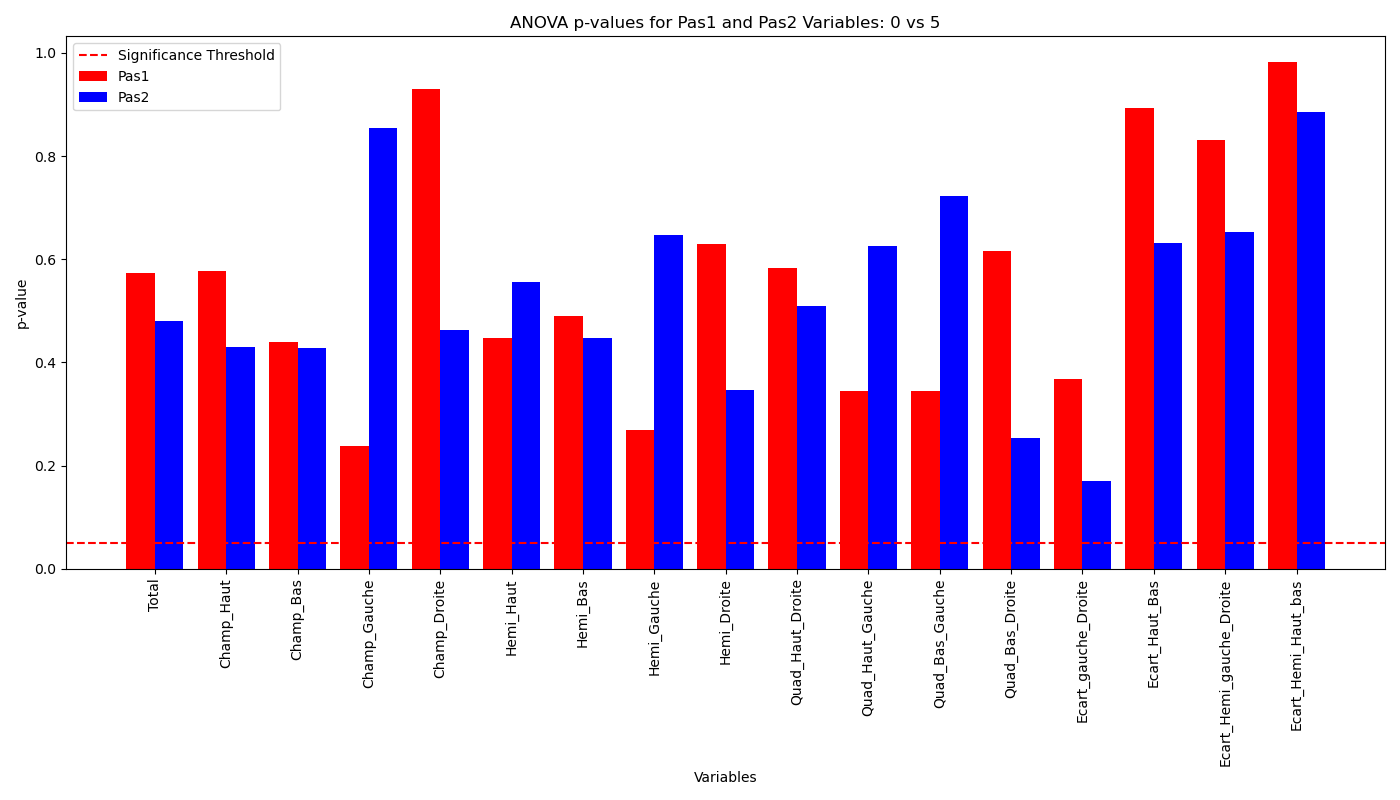 ANOVA p-values for Pas1 and Pas2 Variables: 0 vs 5
Significance Threshold
Pas1
Pas2
p-value
1.0
0.8
0.6
0.4
0.2
0.0
Total
Champ_Haut
Champ_Bas
Champ_Gauche
Champ_Droite
Hemi_Haut
Hemi_Bas
Hemi_Gauche
Hemi_Droite
Quad_Haut_Droite
Quad_Haut_Gauche
Quad_Bas_Gauche
Quad_Bas_Droite
Ecart_gauche_Droite
Ecart_Haut_Bas
Ecart_Hemi_gauche_Droite
Ecart_Hemi_Haut_bas
Variables